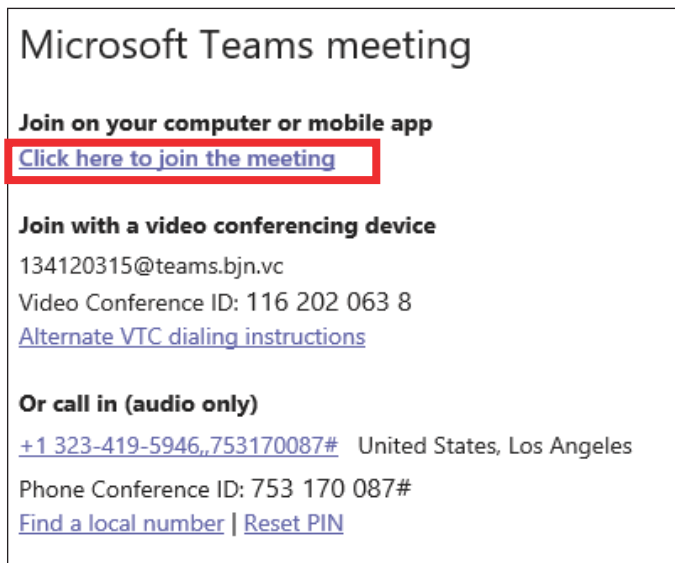 Microsoft Teams meeting
Join on your computer or mobile app
Click here to join the meeting
Join with a video conferencing device
134120315@teams.bjn.vc
Video Conference ID: 116 202 063 8
Alternate VTC dialing instructions
Or call in (audio only)
+1 323-419-5946,,753170087# United States, Los Angeles
Phone Conference ID: 753 170 087#
Find a local number | Reset PIN